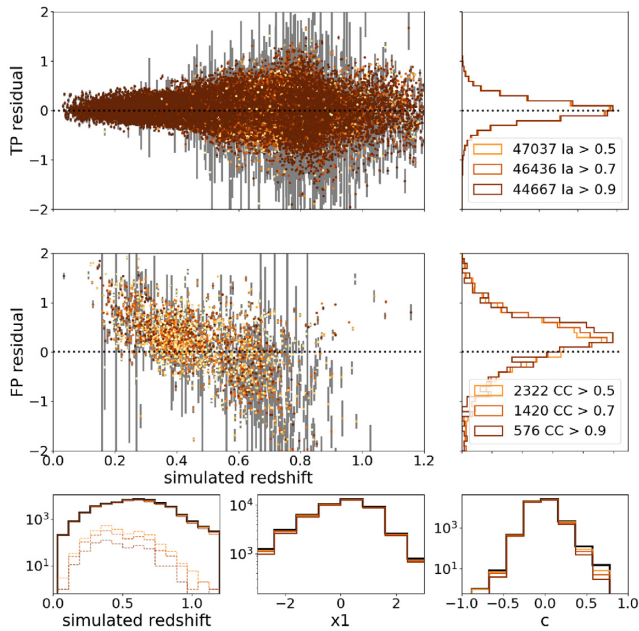 2
1
0
−1
−2
TP residual
47037 Ia > 0.5
46436 Ia > 0.7
44667 Ia > 0.9
2
1
0
−1
−2
FP residual
0.0 0.2 0.4 0.6 0.8 1.0 1.2
simulated redshift
2322 CC > 0.5
1420 CC > 0.7
576 CC > 0.9
10³
10¹
0.0 0.5 1.0
simulated redshift
10⁴
10³
−2 0 2
x1
10³
10¹
−1.0 −0.5 0.0 0.5 1.0
c